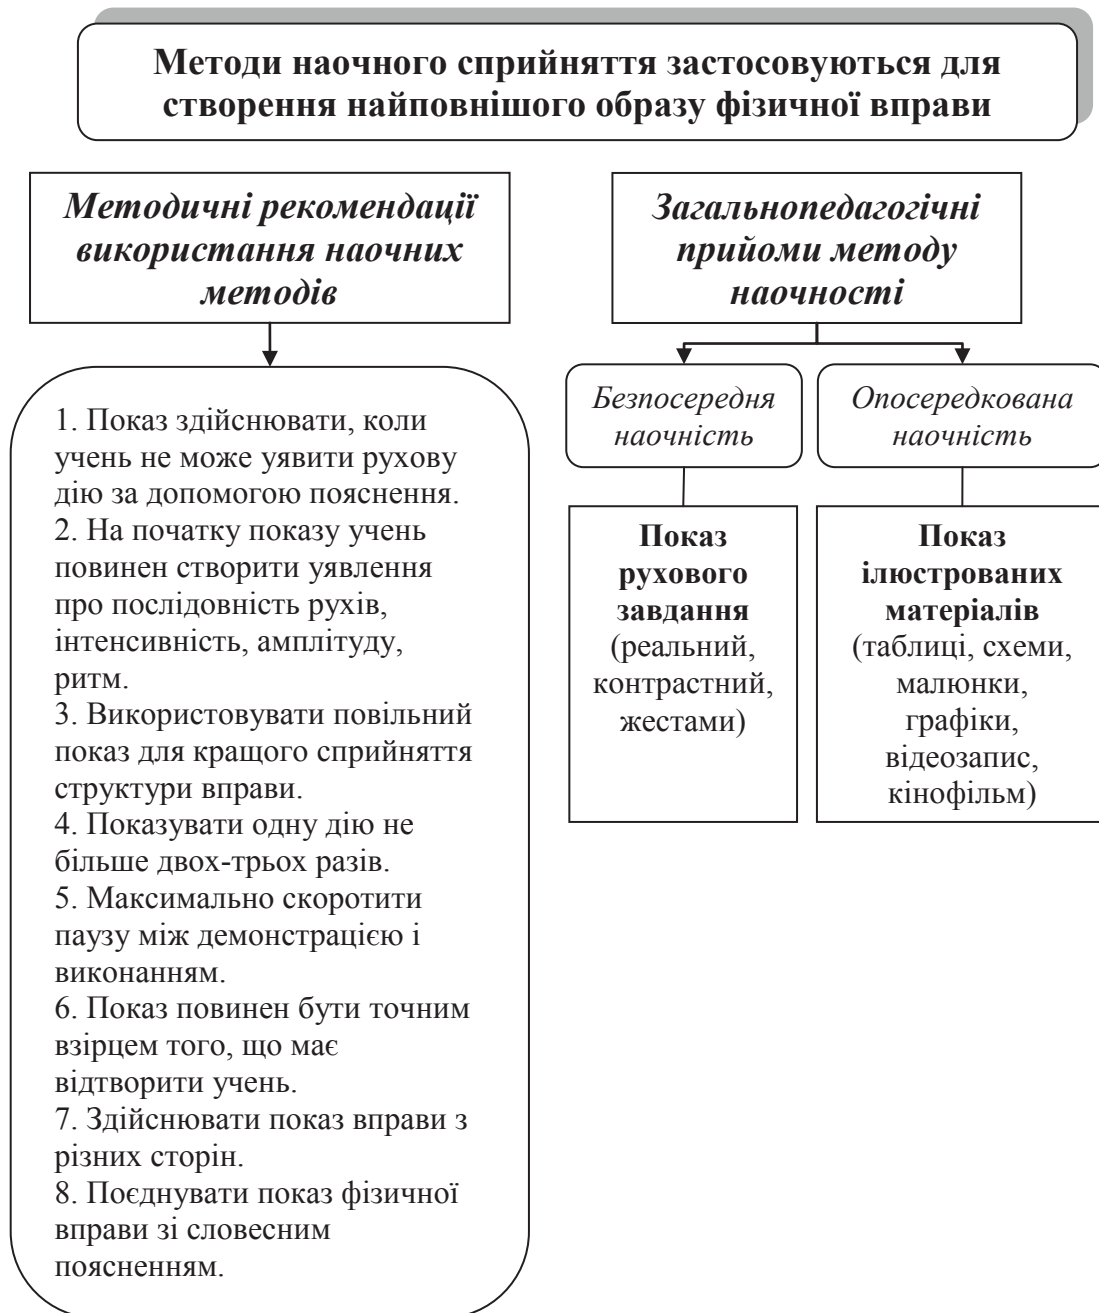 Методи наочного сприйняття застосовуються для
створення найповнішого образу фізичної вправи
Методичні рекомендації
використання наочних
методів
1. Показ здійснювати, коли
учень не може уявити рухову
дію за допомогою пояснення.
2. На початку показу учень
повинен створити уявлення
про послідовність рухів,
інтенсивність, амплітуду,
ритм.
3. Використовувати повільний
показ для кращого сприйняття
структури вправи.
4. Показувати одну дію не
більше двох-трьох разів.
5. Максимально скоротити
паузу між демонстрацією і
виконанням.
6. Показ повинен бути точним
взірцем того, що має
відтворити учень.
7. Здійснювати показ вправи з
різних сторін.
8. Поєднувати показ фізичної
вправи зі словесним
поясненням.
Загальнопедагогічні
прийоми методу
наочності
Безпосередня
наочність
Показ
рухового
завдання
(реальний,
контрастний,
жестами)
Опосередкована
наочність
Показ
ілюстрованих
матеріалів
(таблиці, схеми,
малюнки,
графіки,
відеозапис,
кінофільм)